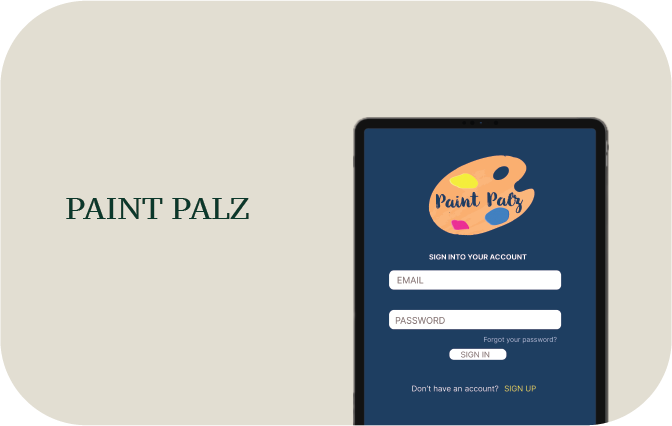 PAINT PALZ
Paint Palz
SIGN INTO YOUR ACCOUNT
EMAIL
PASSWORD
Forgot your password?
SIGN IN
Don't have an account? SIGN UP